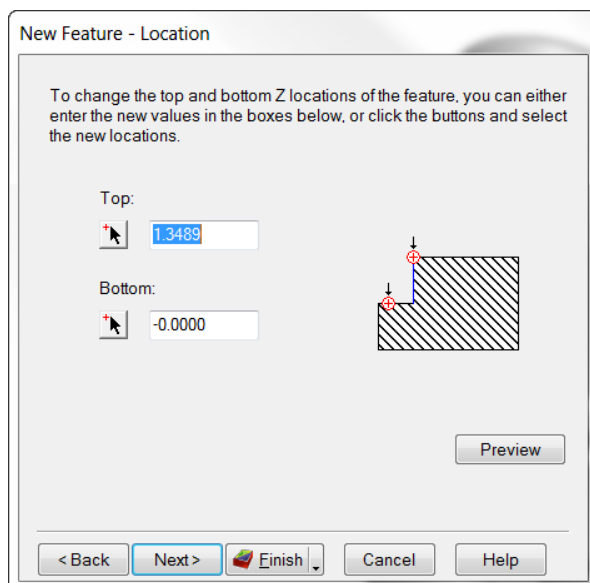 New Feature - Location
To change the top and bottom Z locations of the feature, you can either
enter the new values in the boxes below, or click the buttons and select
the new locations.
Top:
1.3489
Bottom:
-0.0000
Preview
< Back Next > Finish Cancel Help